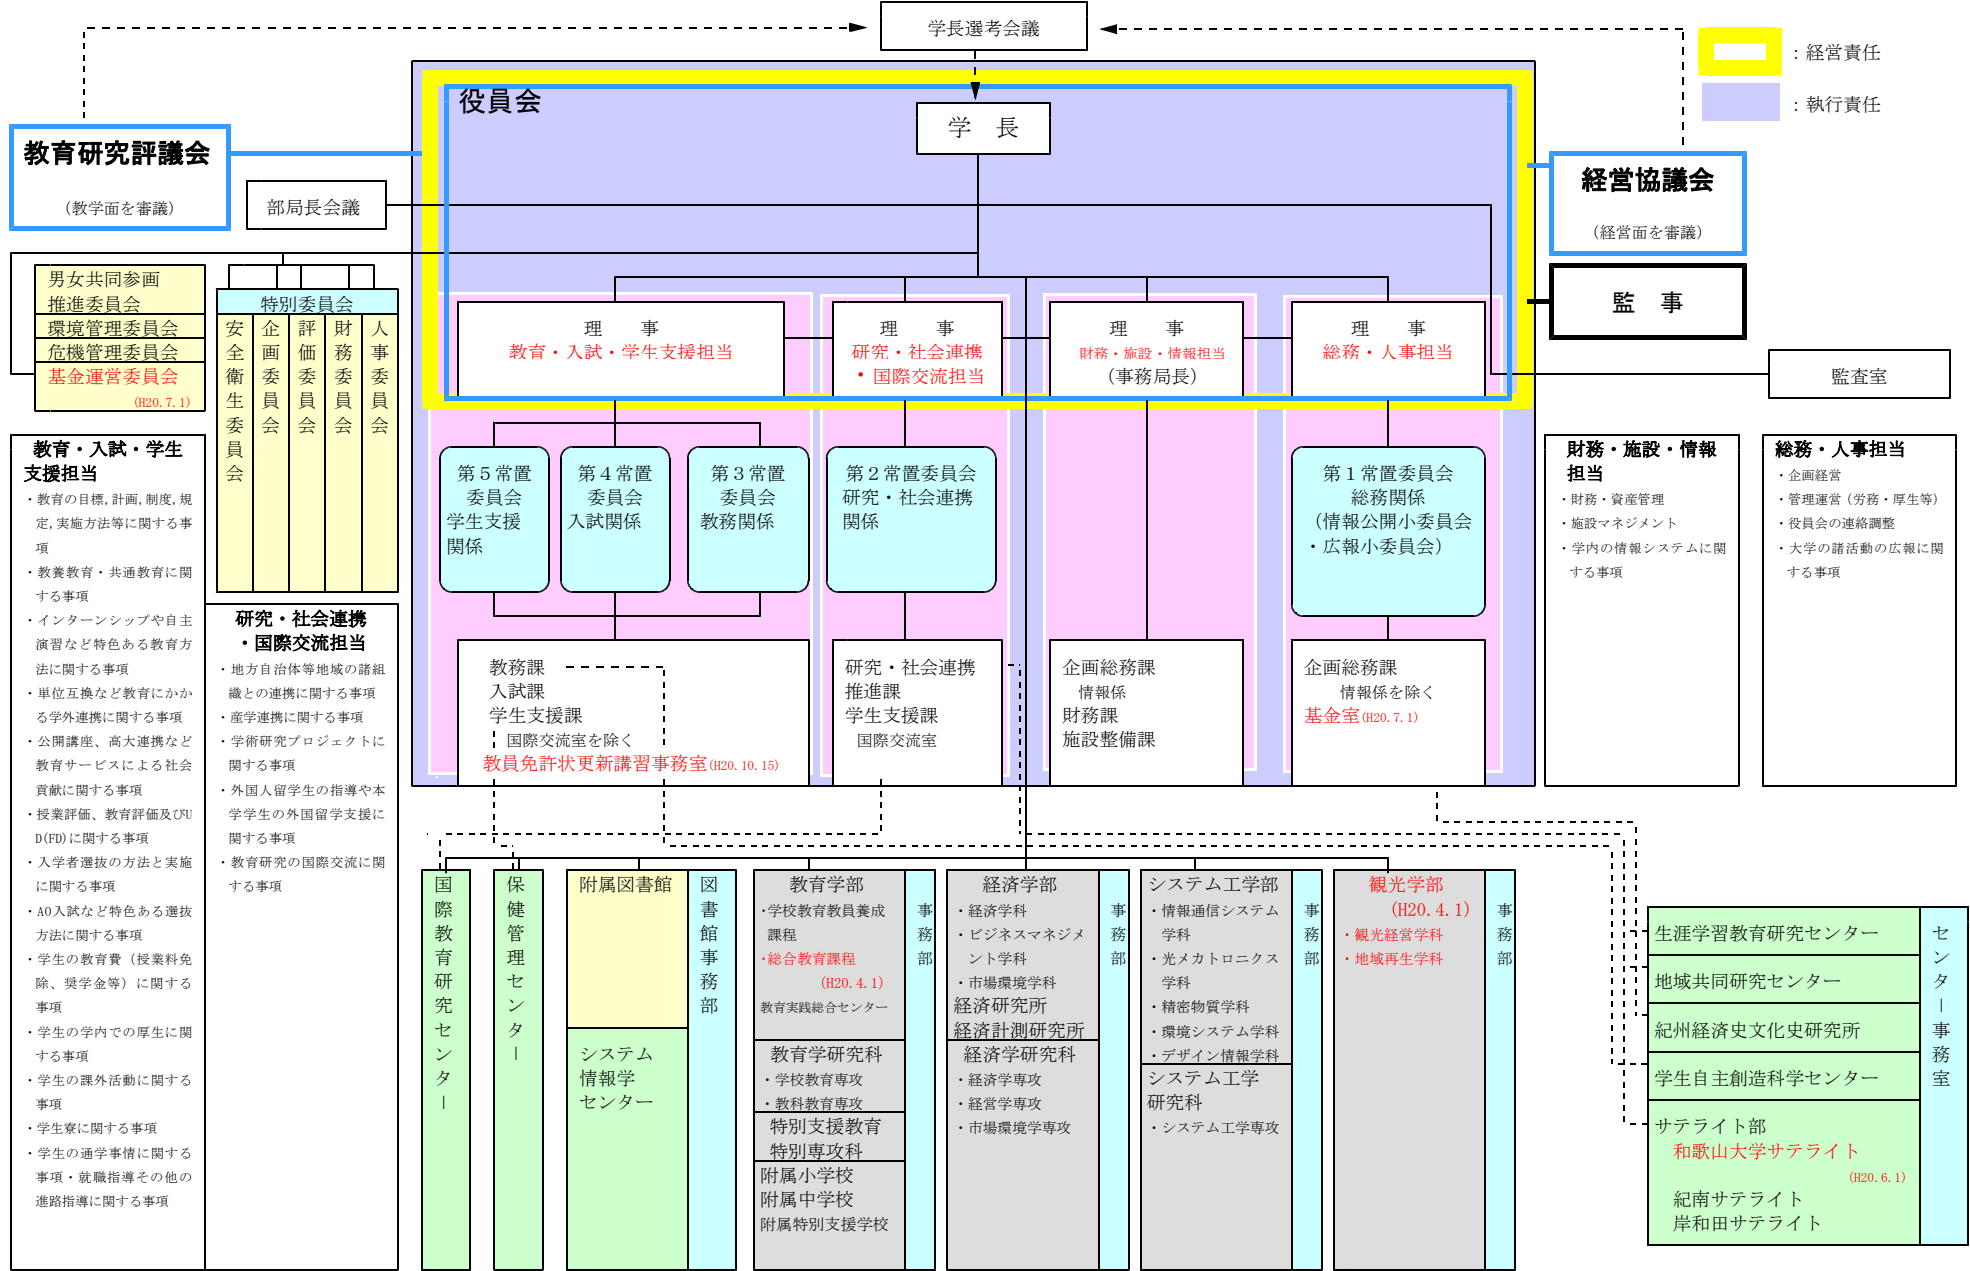 学長選考会議
：経営責任
：執行責任
役員会
学　長
教育研究評議会
（教学面を審議）
部局長会議
経営協議会
（経営面を審議）
監　事
監査室
男女共同参画
推進委員会
環境管理委員会
危機管理委員会
基金運営委員会
(H20.7.1)
特別委員会
安全衛生委員会
企画委員会
評価委員会
財務委員会
人事委員会
理　　事
教育・入試・学生支援担当
理　　事
研究・社会連携
・国際交流担当
理　　事
財務・施設・情報担当
（事務局長）
理　　事
総務・人事担当
第５常置
委員会
学生支援
関係
第４常置
委員会
入試関係
第３常置
委員会
教務関係
第２常置委員会
研究・社会連携
関係
第１常置委員会
総務関係
（情報公開小委員会
・広報小委員会）
教務課
入試課
学生支援課
国際交流室を除く
教員免許状更新講習事務室(H20.10.15)
研究・社会連携
推進課
学生支援課
国際交流室
企画総務課
情報係
財務課
施設整備課
企画総務課
情報係を除く
基金室(H20.7.1)
教育・入試・学生
支援担当
・教育の目標,計画,制度,規
定,実施方法等に関する事
項
・教養教育・共通教育に関
する事項
・インターンシップや自主
演習など特色ある教育方
法に関する事項
・単位互換など教育にかか
る学外連携に関する事項
・公開講座、高大連携など
教育サービスによる社会
貢献に関する事項
・授業評価、教育評価及びU
D(FD)に関する事項
・入学者選抜の方法と実施
に関する事項
・AO入試など特色ある選抜
方法に関する事項
・学生の教育費（授業料免
除、奨学金等）に関する
事項
・学生の学内での厚生に関
する事項
・学生の課外活動に関する
事項
・学生寮に関する事項
・学生の通学事情に関する
事項・就職指導その他の
進路指導に関する事項
研究・社会連携
・国際交流担当
・地方自治体等地域の諸組
織との連携に関する事項
・産学連携に関する事項
・学術研究プロジェクトに
関する事項
・外国人留学生の指導や本
学学生の外国留学支援に
関する事項
・教育研究の国際交流に関
する事項
財務・施設・情報
担当
・財務・資産管理
・施設マネジメント
・学内の情報システムに関
する事項
総務・人事担当
・企画経営
・管理運営（労務・厚生等）
・役員会の連絡調整
・大学の諸活動の広報に関
する事項
国際教育研究センター
保健管理センター
附属図書館
システム
情報学
センター
図書館事務部
教育学部
・学校教育教員養成
課程
・総合教育課程
(H20.4.1)
教育実践総合センター
教育学研究科
・学校教育専攻
・教科教育専攻
特別支援教育
特別専攻科
附属小学校
附属中学校
附属特別支援学校
事務部
経済学部
・経済学科
・ビジネスマネジメ
ント学科
・市場環境学科
経済研究所
経済計測研究所
経済学研究科
・経済学専攻
・経営学専攻
・市場環境学専攻
事務部
システム工学部
・情報通信システム
学科
・光メカトロニクス
学科
・精密物質学科
・環境システム学科
・デザイン情報学科
システム工学
研究科
・システム工学専攻
事務部
観光学部
(H20.4.1)
・観光経営学科
・地域再生学科
事務部
生涯学習教育研究センター
地域共同研究センター
紀州経済史文化史研究所
学生自主創造科学センター
サテライト部
和歌山大学サテライト
(H20.6.1)
紀南サテライト
岸和田サテライト
センター事務室